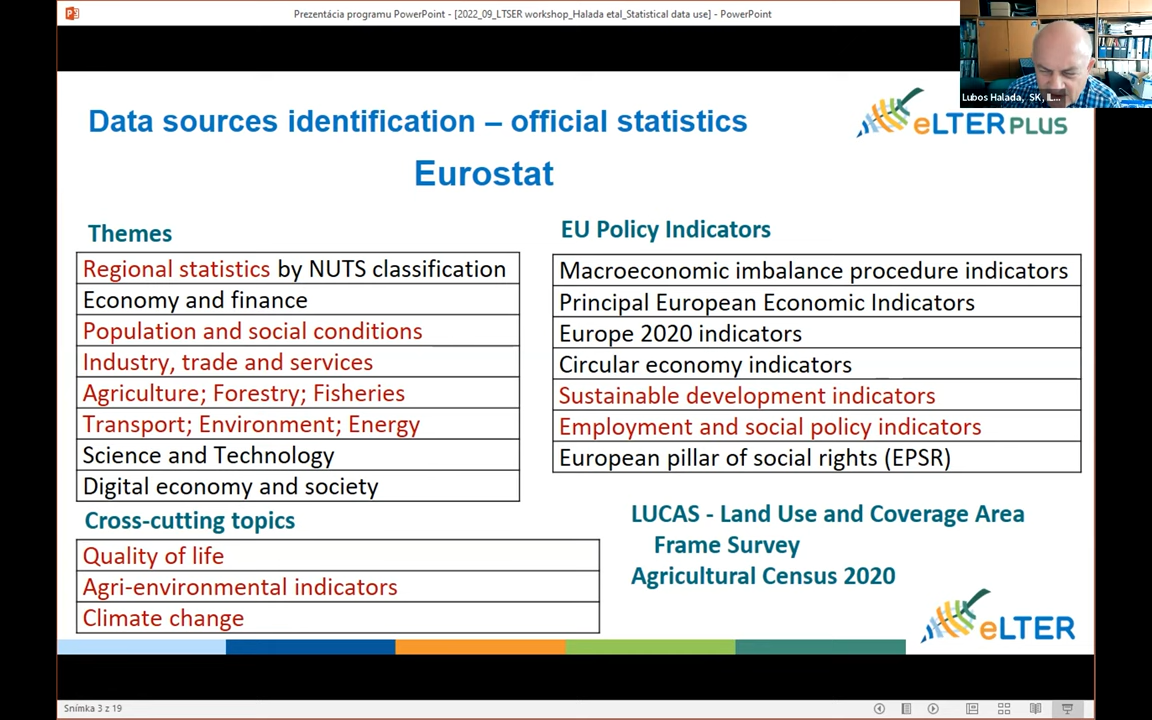 Prezentácia programu PowerPoint - [2022_09_LTSER workshop_Halada etal_Statistical data use] - PowerPoint
Lubos Halada, SK, IL...
Data sources identification – official statistics
Eurostat
eLTER PLUS
Themes
Regional statistics by NUTS classification
Economy and finance
Population and social conditions
Industry, trade and services
Agriculture; Forestry; Fisheries
Transport; Environment; Energy
Science and Technology
Digital economy and society
Cross-cutting topics
Quality of life
Agri-environmental indicators
Climate change
EU Policy Indicators
Macroeconomic imbalance procedure indicators
Principal European Economic Indicators
Europe 2020 indicators
Circular economy indicators
Sustainable development indicators
Employment and social policy indicators
European pillar of social rights (EPSR)
LUCAS - Land Use and Coverage Area
Frame Survey
Agricultural Census 2020
eLTER
Snímka 3 z 19